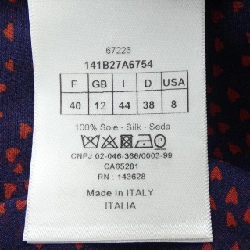 67225
141B27A6754
F GB I D USA
40 12 44 38 8
100% Soie - Silk - Seda
CNPJ 02-046-368/0002-99
CA05201
RN : 143628
Made in ITALY
ITALIA